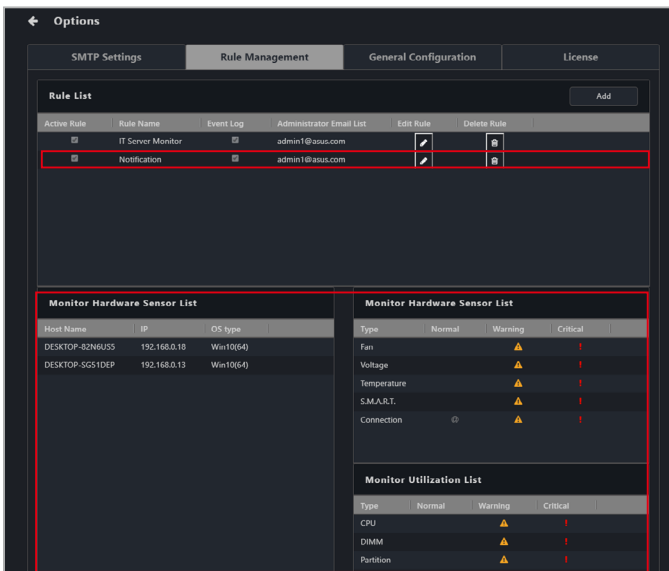 Options
SMTP Settings Rule Management General Configuration License
Rule List Add
Active Rule Rule Name Event Log Administrator Email List Edit Rule Delete Rule
IT Server Monitor admin1@asus.com
Notification admin1@asus.com
Monitor Hardware Sensor List
Host Name IP OS type
DESKTOP-82N6US5 192.168.0.18 Win10(64)
DESKTOP-SG51DEP 192.168.0.13 Win10(64)
Monitor Hardware Sensor List
Type Normal Warning Critical
Fan
Voltage
Temperature
S.M.A.R.T.
Connection
Monitor Utilization List
Type Normal Warning Critical
CPU
DIMM
Partition